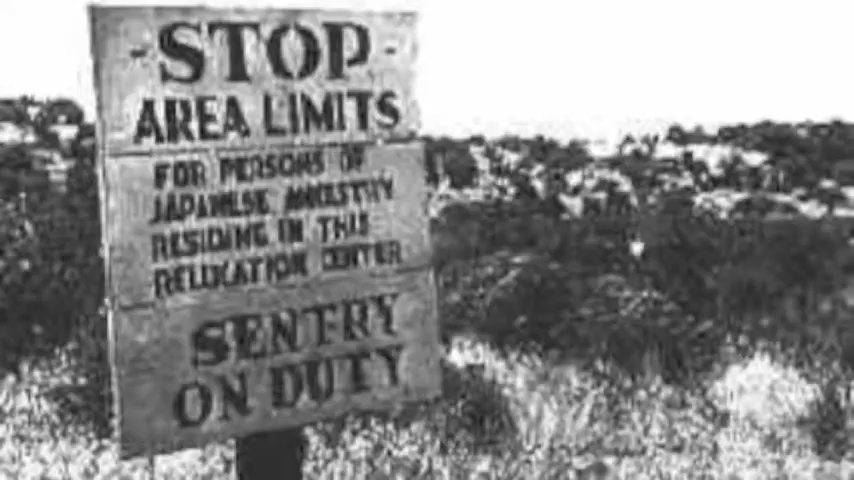 - STOP -
AREA LIMITS
FOR PERSONS OF
JAPANESE ANCESTRY
RESIDING IN THIS
RELOCATION CENTER
SENTRY
ON DUTY